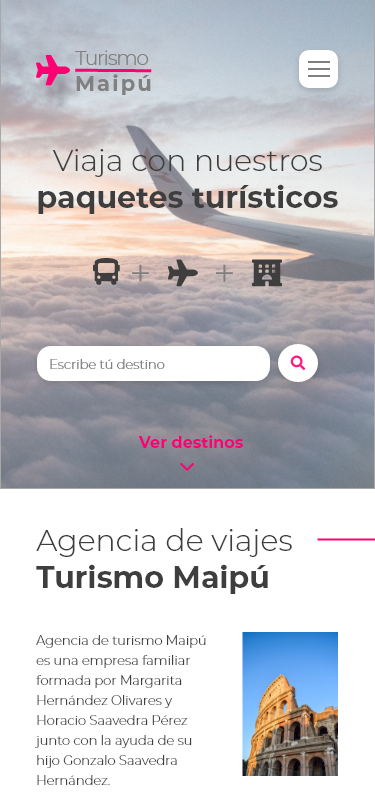 Turismo
Maipú
Viaja con nuestros
paquetes turísticos
Escribe tú destino
Ver destinos
Agencia de viajes
Turismo Maipú
Agencia de turismo Maipú
es una empresa familiar
formada por Margarita
Hernández Olivares y
Horacio Saavedra Pérez
junto con la ayuda de su
hijo Gonzalo Saavedra
Hernández.